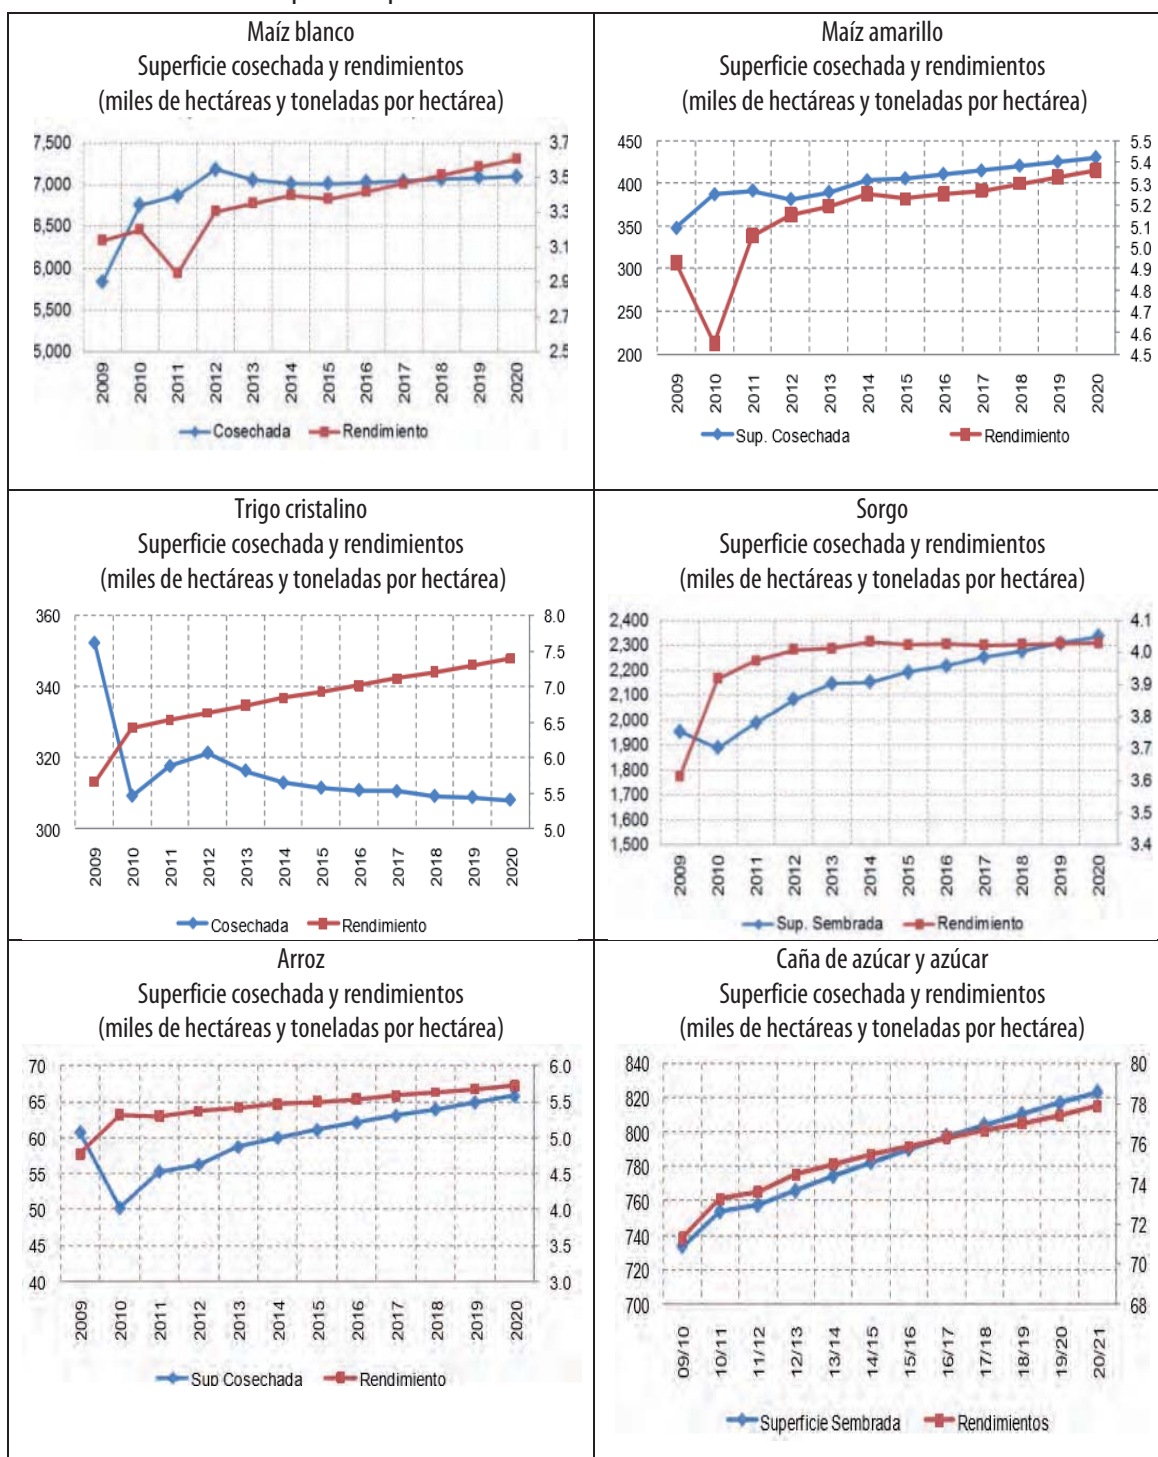 Maíz blanco
Superficie cosechada y rendimientos
(miles de hectáreas y toneladas por hectárea)
7,500
7,000
6,500
6,000
5,500
5,000
3.7
3.5
3.3
3.1
2.9
2.7
2.5
2009 2010 2011 2012 2013 2014 2015 2016 2017 2018 2019 2020
Cosechada Rendimiento
Maíz amarillo
Superficie cosechada y rendimientos
(miles de hectáreas y toneladas por hectárea)
450
400
350
300
250
200
5.5
5.4
5.3
5.2
5.1
5.0
4.9
4.8
4.7
4.6
4.5
2009 2010 2011 2012 2013 2014 2015 2016 2017 2018 2019 2020
Sup. Cosechada Rendimiento
Trigo cristalino
Superficie cosechada y rendimientos
(miles de hectáreas y toneladas por hectárea)
360
340
320
300
8.0
7.5
7.0
6.5
6.0
5.5
5.0
2009 2010 2011 2012 2013 2014 2015 2016 2017 2018 2019 2020
Cosechada Rendimiento
Sorgo
Superficie cosechada y rendimientos
(miles de hectáreas y toneladas por hectárea)
2,400
2,300
2,200
2,100
2,000
1,900
1,800
1,700
1,600
1,500
4.1
4.0
3.9
3.8
3.7
3.6
3.5
3.4
2009 2010 2011 2012 2013 2014 2015 2016 2017 2018 2019 2020
Sup. Sembrada Rendimiento
Arroz
Superficie cosechada y rendimientos
(miles de hectáreas y toneladas por hectárea)
70
65
60
55
50
45
40
6.0
5.5
5.0
4.5
4.0
3.5
3.0
2009 2010 2011 2012 2013 2014 2015 2016 2017 2018 2019 2020
Sup Cosechada Rendimiento
Caña de azúcar y azúcar
Superficie cosechada y rendimientos
(miles de hectáreas y toneladas por hectárea)
840
820
800
780
760
740
720
700
80
78
76
74
72
70
68
09/10 10/11 11/12 12/13 13/14 14/15 15/16 16/17 17/18 18/19 19/20 20/21
Superficie Sembrada Rendimientos